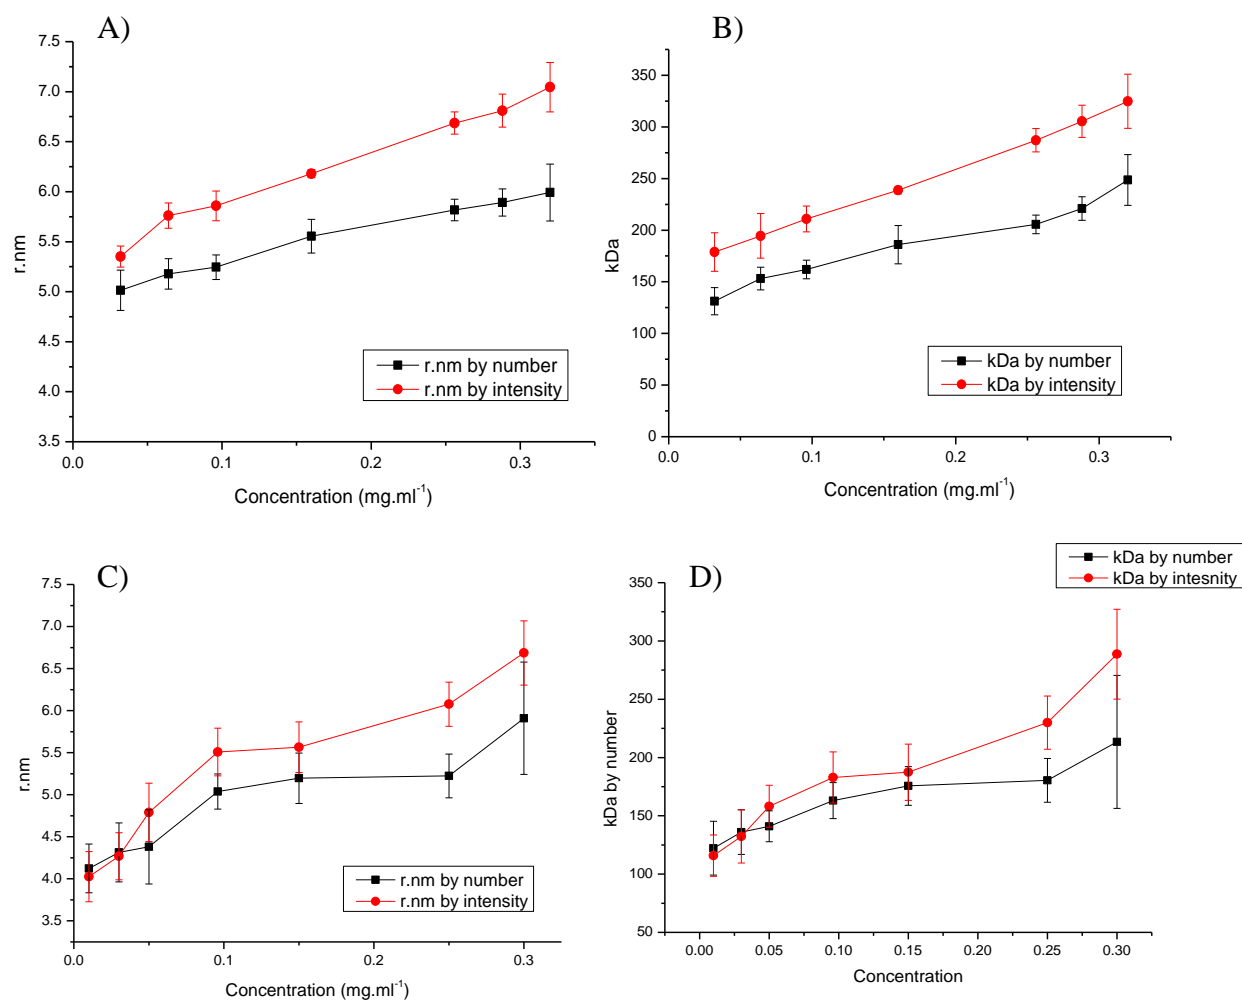 A)
7.5
7.0
6.5
6.0
5.5
5.0
4.5
4.0
3.5
r.nm
0.0
0.1
0.2
0.3
Concentration (mg.ml-1)
r.nm by number
r.nm by intensity
B)
350
300
250
200
150
100
50
0
kDa
0.0
0.1
0.2
0.3
Concentration (mg.ml-1)
kDa by number
kDa by intensity
C)
7.5
7.0
6.5
6.0
5.5
5.0
4.5
4.0
3.5
r.nm
0.0
0.1
0.2
0.3
Concentration (mg.ml-1)
r.nm by number
r.nm by intensity
D)
kDa by number
kDa by intesnity
350
300
250
200
150
100
50
kDa by number
0.00
0.05
0.10
0.15
0.20
0.25
0.30
Concentration